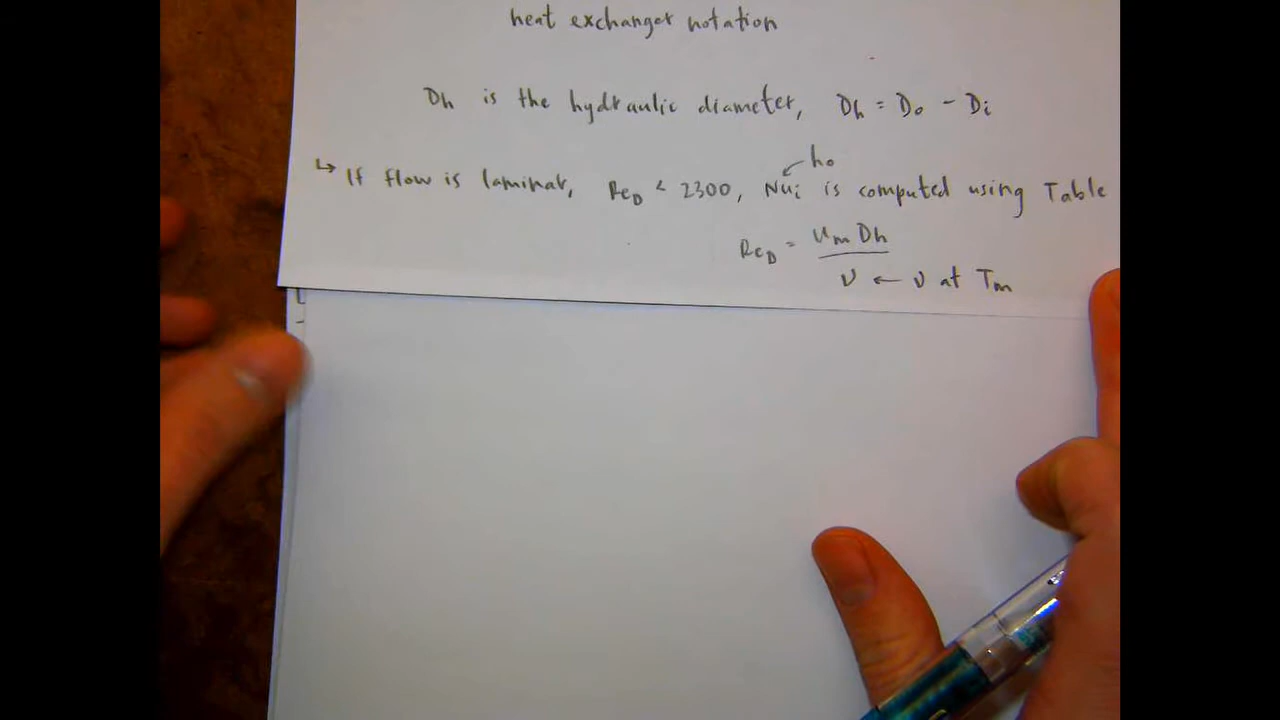 heat exchanger notation
Dh is the hydraulic diameter, Dh = Do - Di
↳ If flow is laminar, ReD < 2300, Nui is computed using Table
ho
ReD = um Dh / ν ← ν at Tm